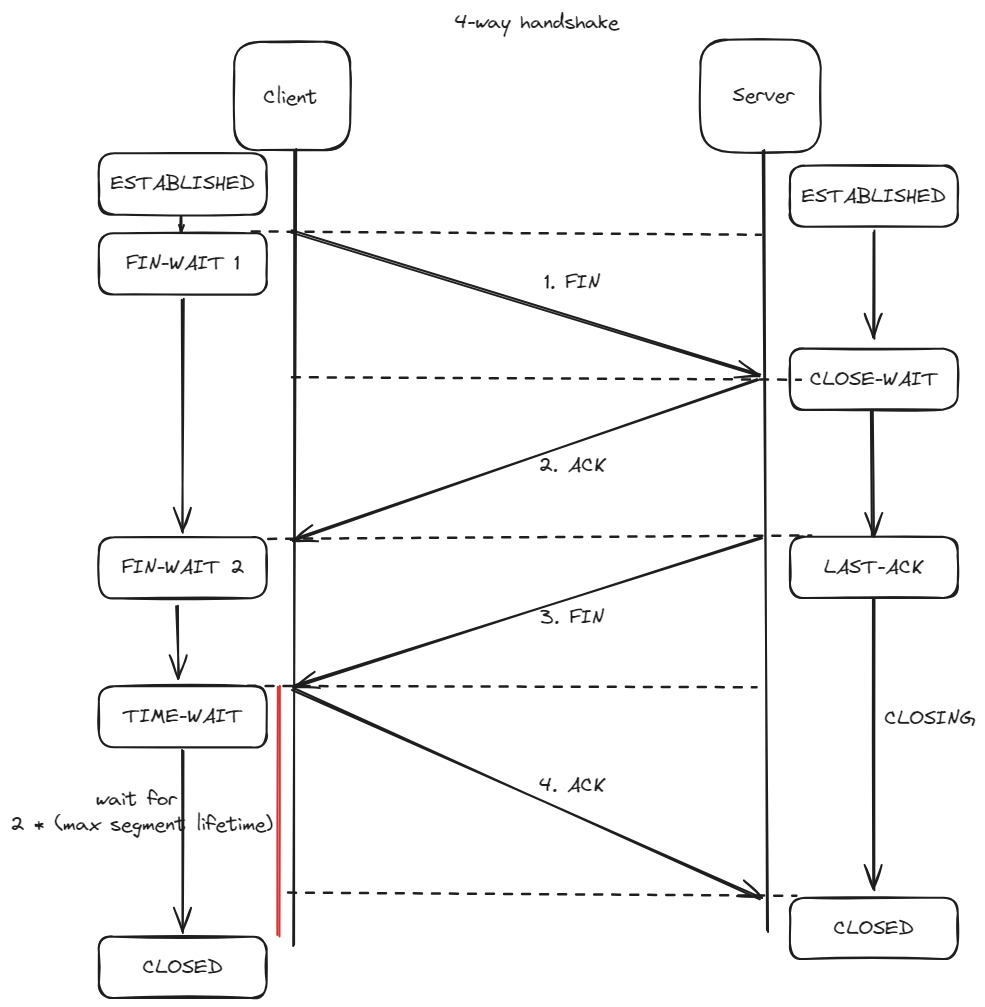 4-way handshake
Client
Server
ESTABLISHED
ESTABLISHED
FIN-WAIT 1
1. FIN
CLOSE-WAIT
2. ACK
FIN-WAIT 2
LAST-ACK
3. FIN
TIME-WAIT
CLOSING
4. ACK
wait for
2 * (max segment lifetime)
CLOSED
CLOSED